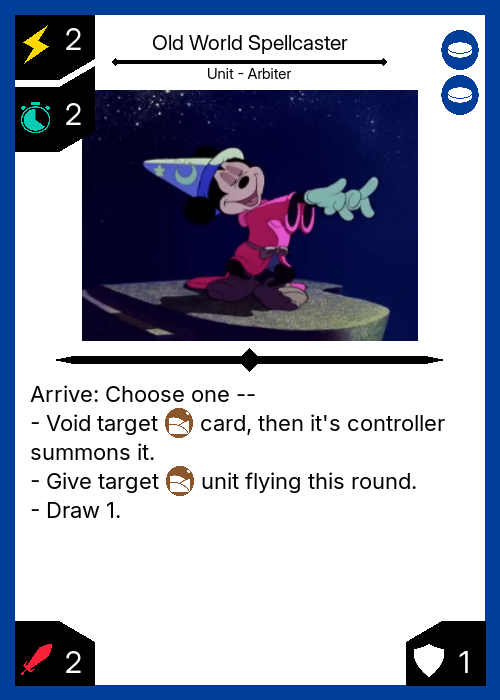 2
Old World Spellcaster
Unit - Arbiter
2
Arrive: Choose one --
- Void target card, then it's controller
summons it.
- Give target unit flying this round.
- Draw 1.
2
1